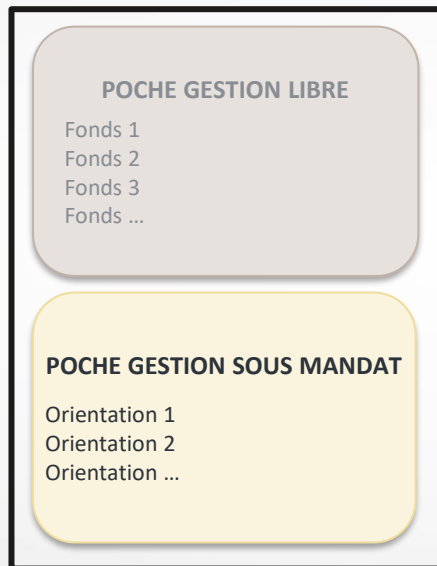 POCHE GESTION LIBRE
Fonds 1
Fonds 2
Fonds 3
Fonds ...
POCHE GESTION SOUS MANDAT
Orientation 1
Orientation 2
Orientation ...